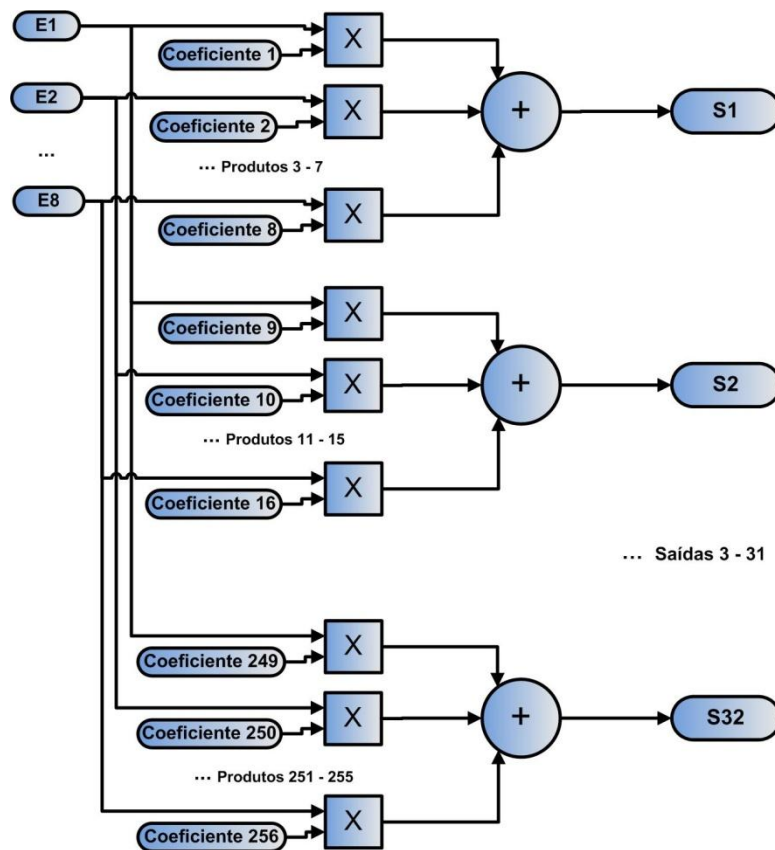 E1
Coeficiente 1
X
+
S1
E2
Coeficiente 2
X
...
... Produtos 3 - 7
E8
Coeficiente 8
X
Coeficiente 9
X
+
S2
Coeficiente 10
X
... Produtos 11 - 15
Coeficiente 16
X
... Saídas 3 - 31
Coeficiente 249
X
+
S32
Coeficiente 250
X
... Produtos 251 - 255
Coeficiente 256
X